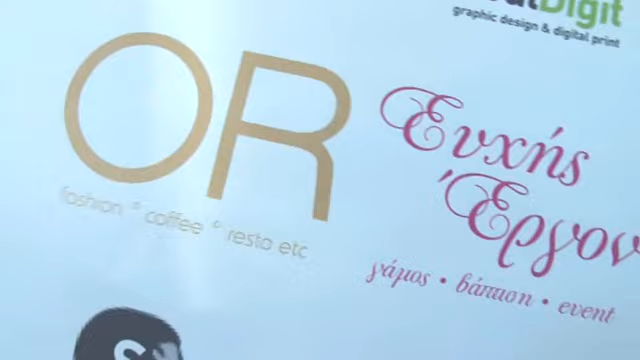 graphic design & digital print
OR
fashion ° coffee ° resto etc
Ευχής
Έργον
γάμος • βάπτιση • event